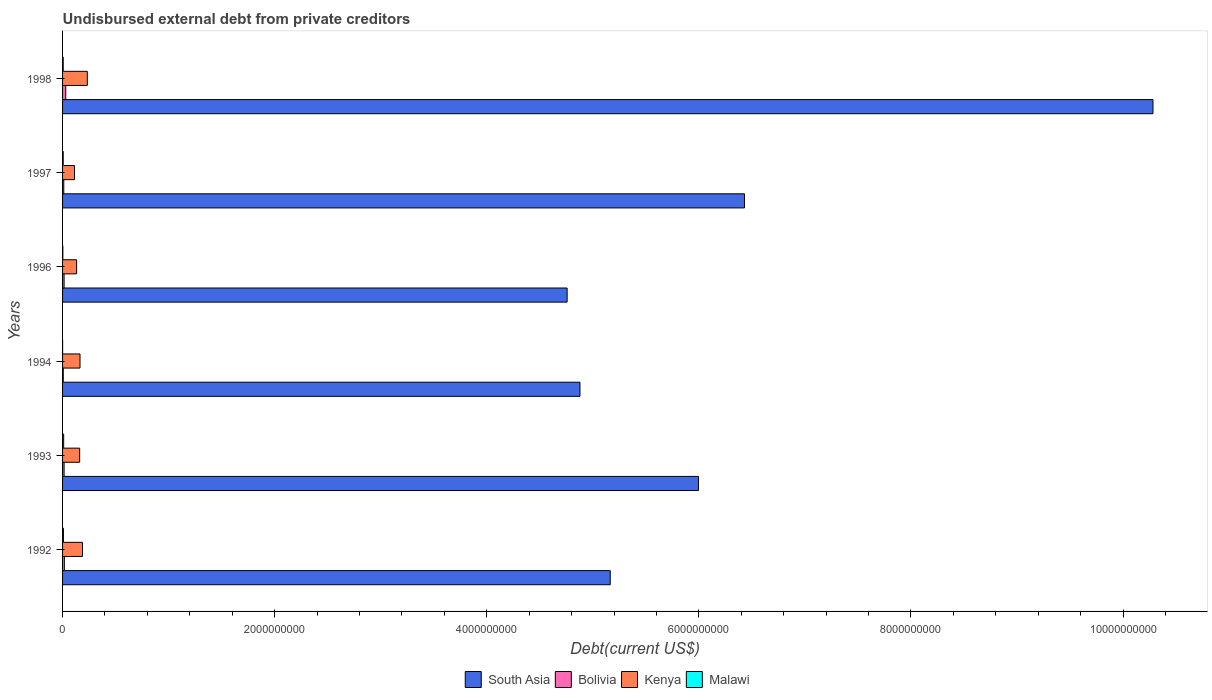 Undisbursed external debt from private creditors
1998
1997
1996
1994
1993
1992
Years
0
2000000000
4000000000
6000000000
8000000000
10000000000
Debt(current US$)
South Asia
Bolivia
Kenya
Malawi